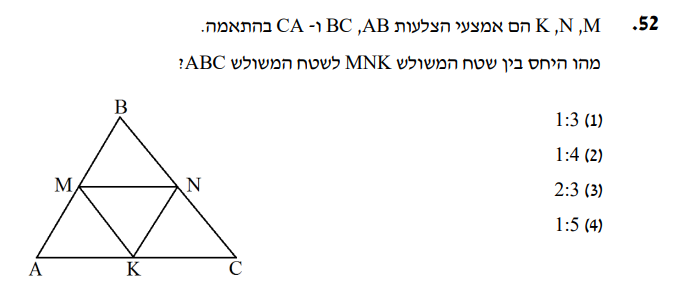 52. M, N, K הם אמצעי הצלעות AB, BC ו- CA בהתאמה.
מהו היחס בין שטח המשולש MNK לשטח המשולש ABC?
(1) 1:3
(2) 1:4
(3) 2:3
(4) 1:5
B
M N
A K C